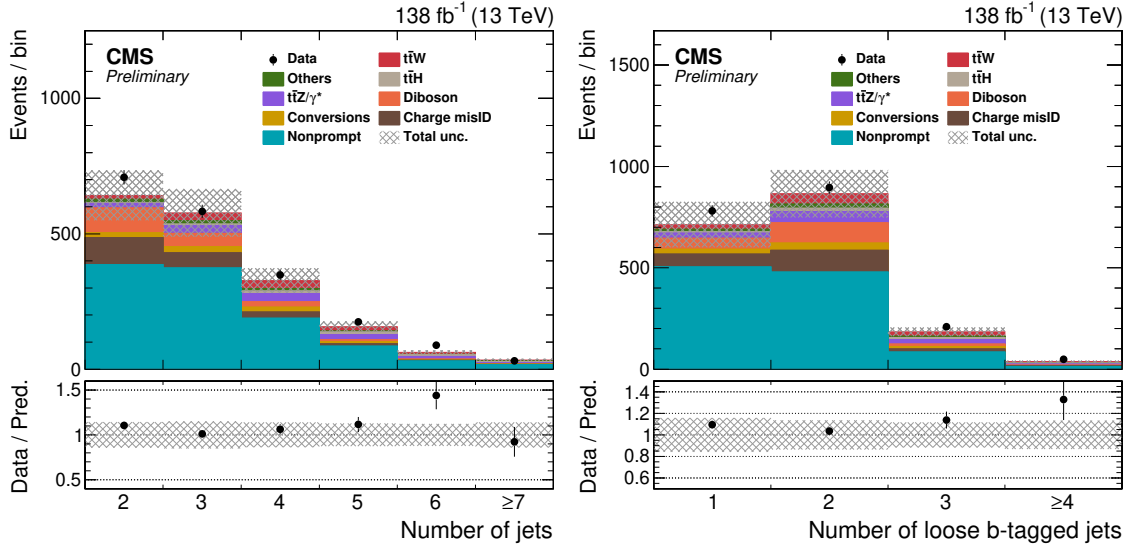 138 fb⁻¹ (13 TeV)
CMS
Preliminary
Data
Others
tt̄Z/γ*
Conversions
Nonprompt
tt̄W
tt̄H
Diboson
Charge misID
Total unc.
Events / bin
1000
500
0
Data / Pred.
1.5
1
0.5
2 3 4 5 6 ≥7
Number of jets
138 fb⁻¹ (13 TeV)
CMS
Preliminary
Data
Others
tt̄Z/γ*
Conversions
Nonprompt
tt̄W
tt̄H
Diboson
Charge misID
Total unc.
Events / bin
1500
1000
500
0
Data / Pred.
1.4
1.2
1
0.8
0.6
1 2 3 ≥4
Number of loose b-tagged jets